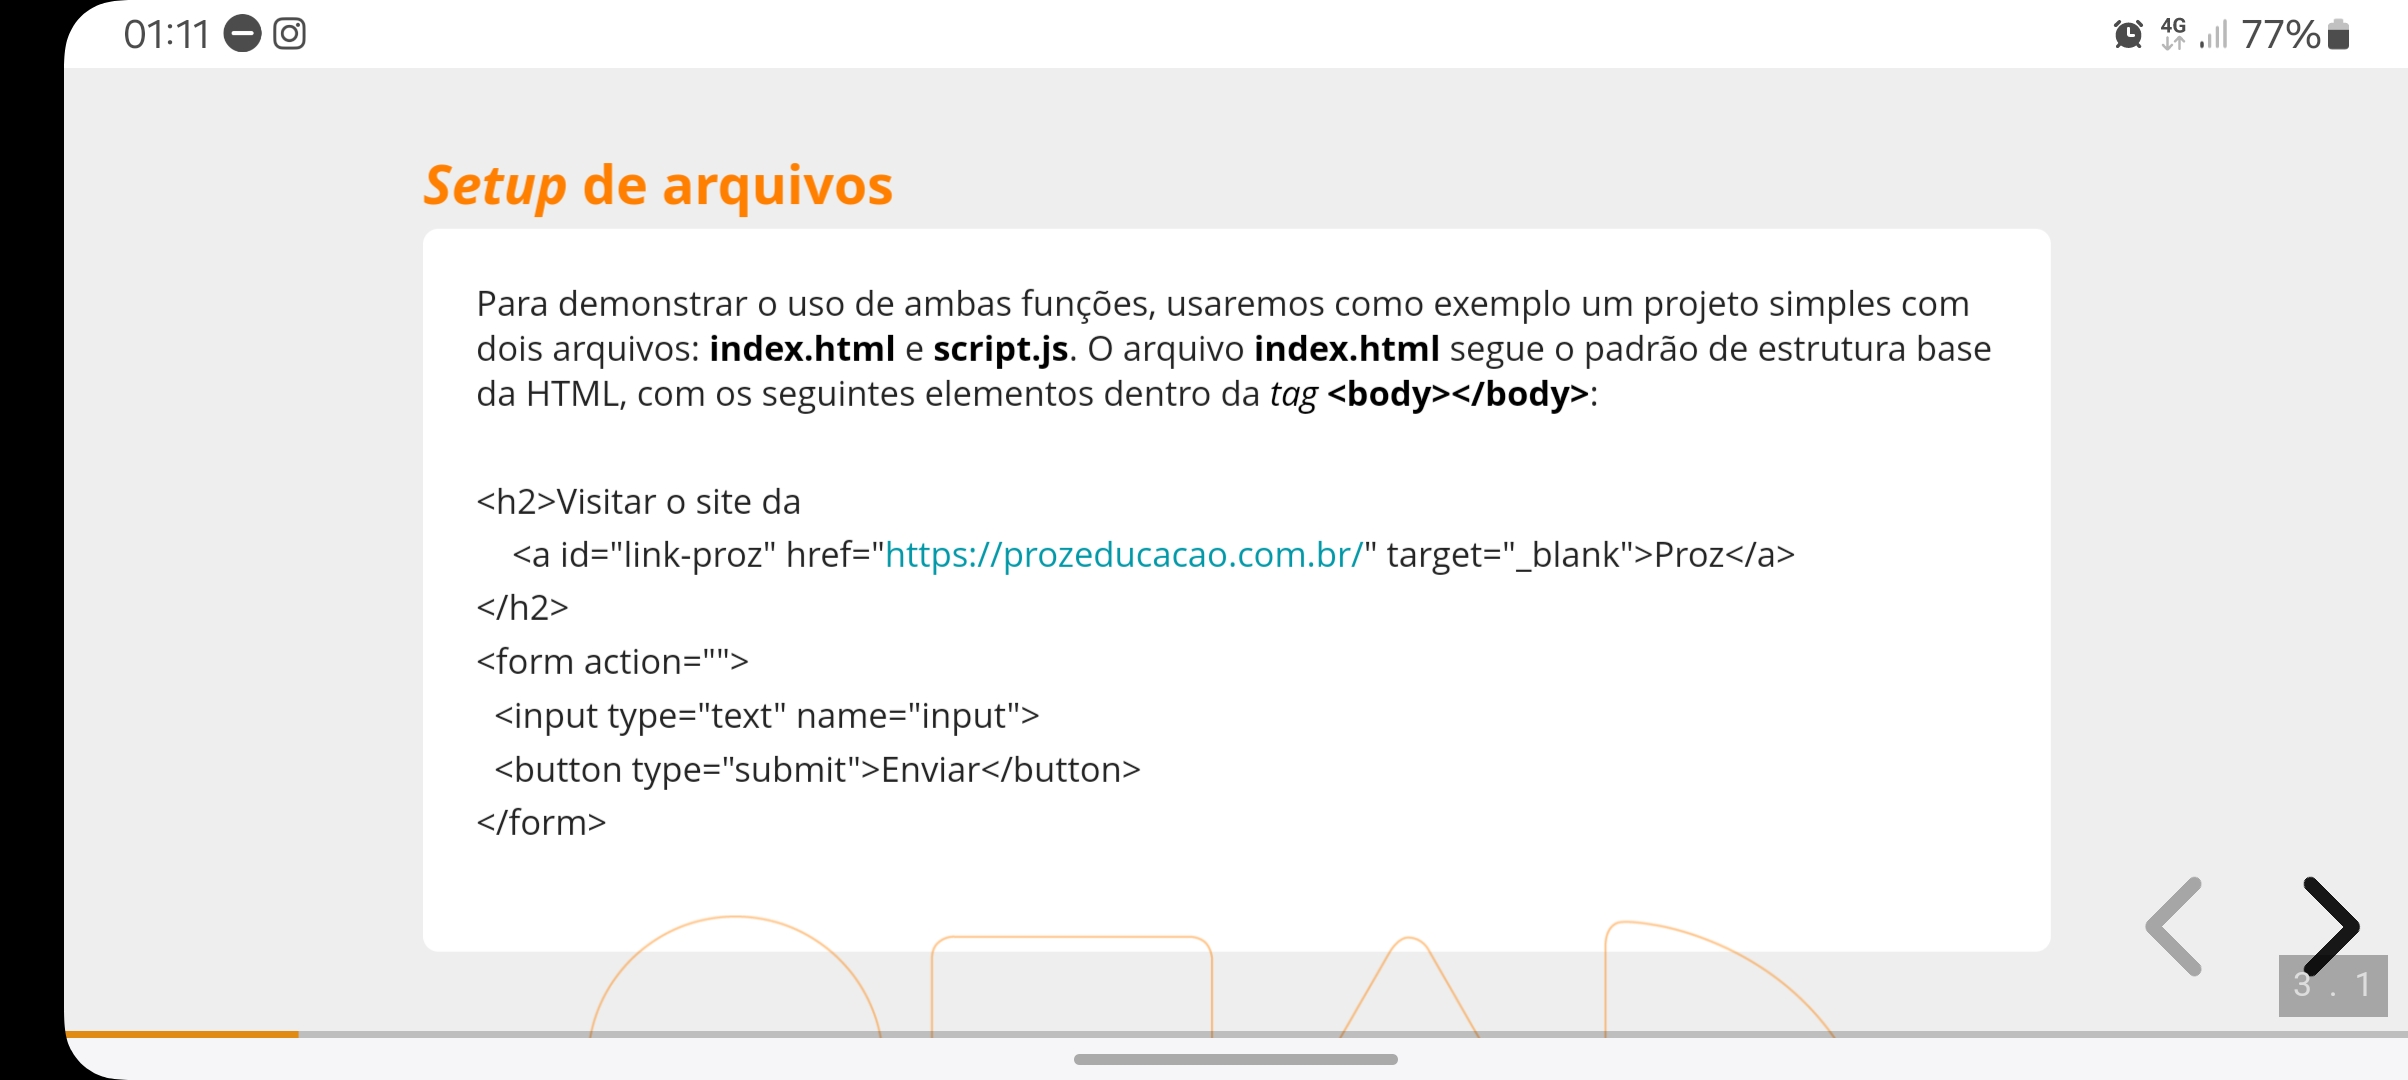 01:11
4G
77%
Setup de arquivos
Para demonstrar o uso de ambas funções, usaremos como exemplo um projeto simples com
dois arquivos: index.html e script.js. O arquivo index.html segue o padrão de estrutura base
da HTML, com os seguintes elementos dentro da tag <body></body>:
<h2>Visitar o site da
<a id="link-proz" href="https://prozeducacao.com.br/" target="_blank">Proz</a>
</h2>
<form action="">
<input type="text" name="input">
<button type="submit">Enviar</button>
</form>
3 . 1